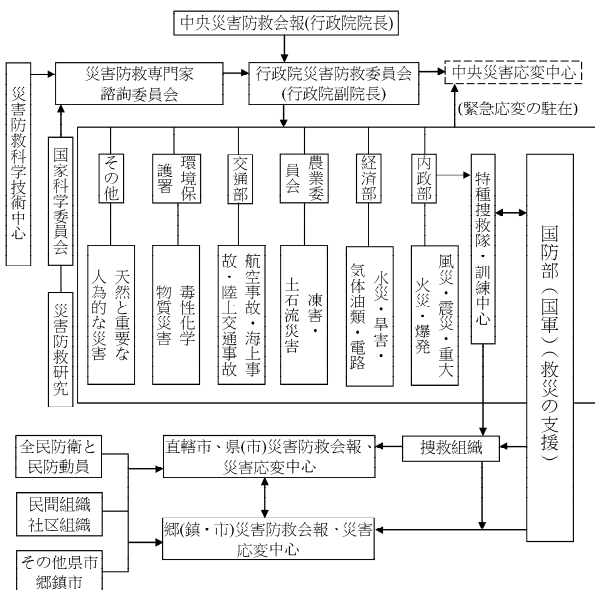 中央災害防救会報(行政院院長)
災害防救専門家
諮詢委員会
行政院災害防救委員会
(行政院副院長)
中央災害応変中心
(緊急応変の駐在)
災害防救科学技術中心
国家科学委員会
災害防救研究
その他
環境保
護署
交通部
農業委
員会
経済部
内政部
特種捜救隊・訓練中心
国防部(国軍)(救災の支援)
天然と重要な
人為的な災害
毒性化学
物質災害
航空事故・海上事
故・陸上交通事故
凍害・
土石流災害
水災・旱害・
気体油類・電路
風災・震災・重大
火災・爆発
全民防衛と
民防動員
直轄市、県(市)災害防救会報、
災害応変中心
捜救組織
民間組織
社区組織
郷(鎮・市)災害防救会報、災害
応変中心
その他県市
郷鎮市